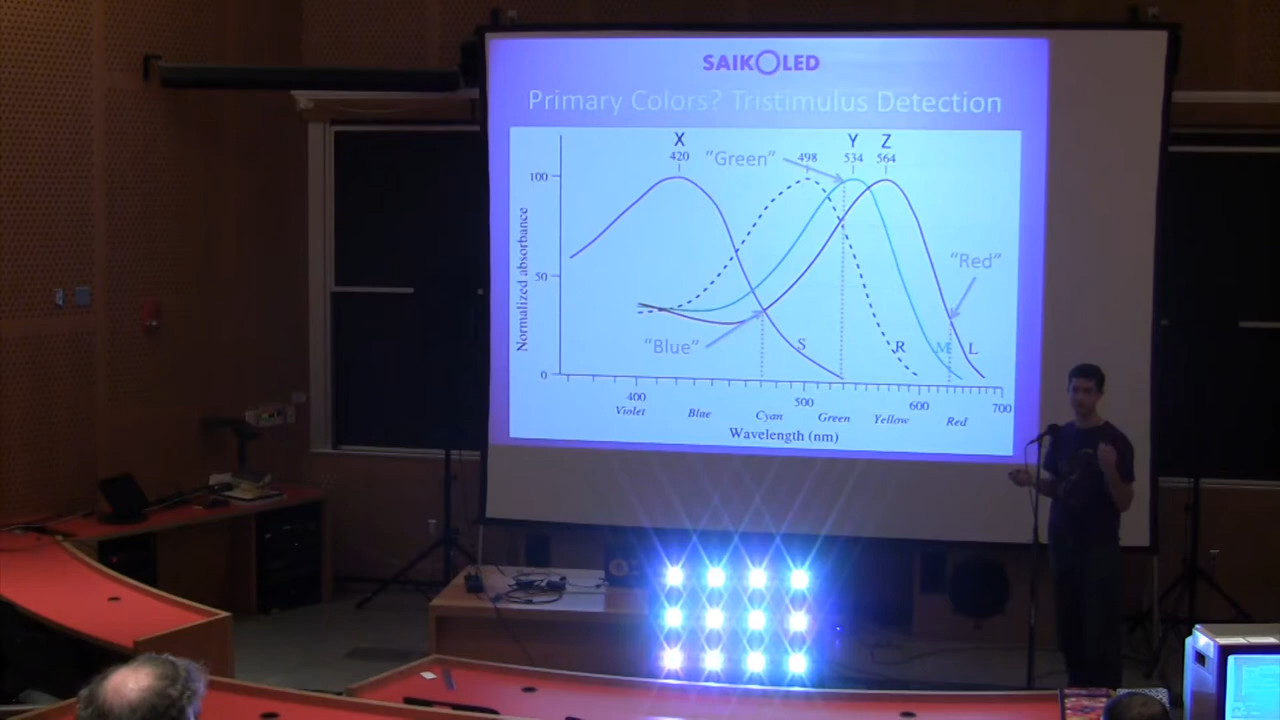 SAIKOLED
Primary Colors? Tristimulus Detection
X Y Z
420 "Green" 498 534 564
100
50
0
Normalized absorbance
"Red"
"Blue"
S R M L
400 500 600 700
Violet Blue Cyan Green Yellow Red
Wavelength (nm)